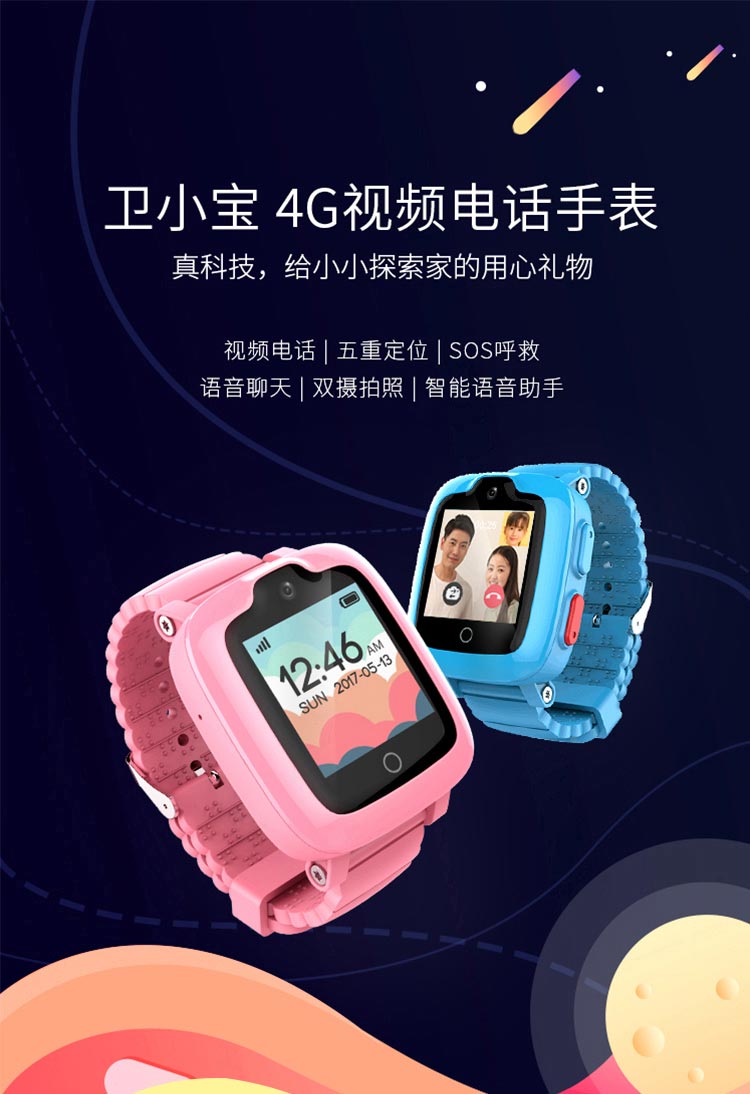 卫小宝 4G视频电话手表
真科技，给小小探索家的用心礼物
视频电话 | 五重定位 | SOS呼救
语音聊天 | 双摄拍照 | 智能语音助手
00:25
12:46 AM
SUN 2017-05-13